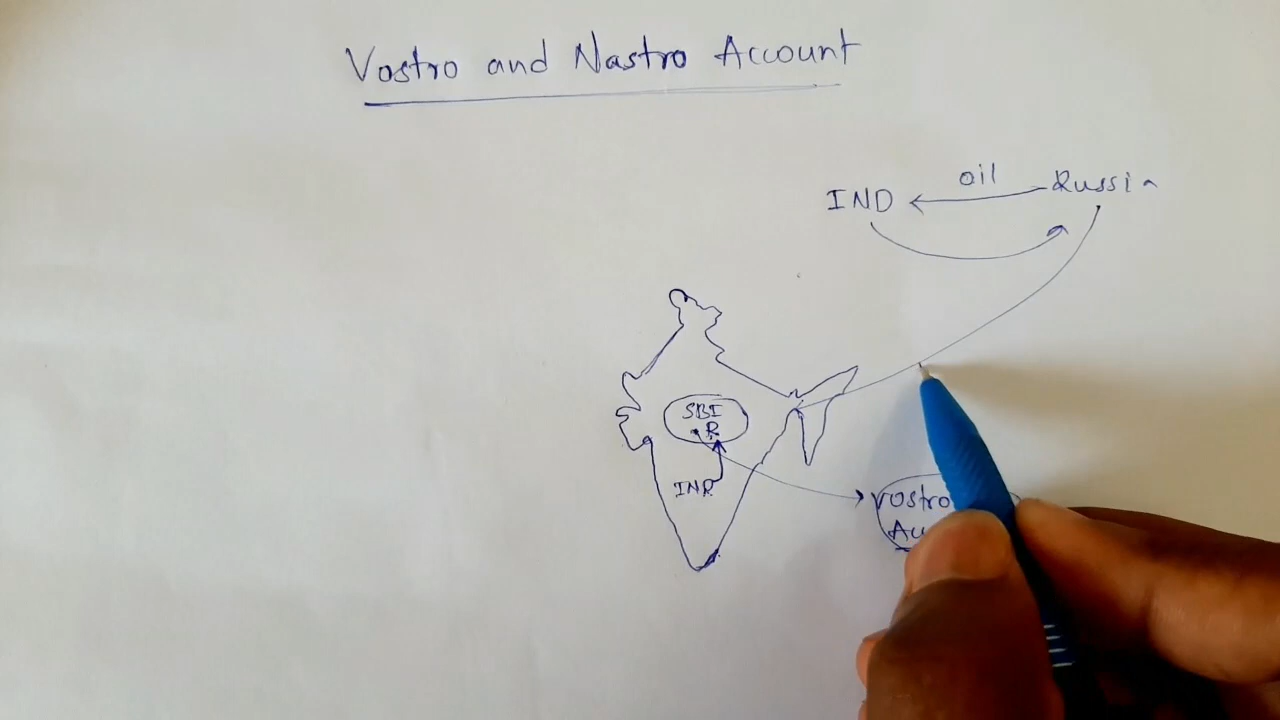 Vostro and Nastro Account
oil
IND
Russia
SBI
R
INR
Vostro